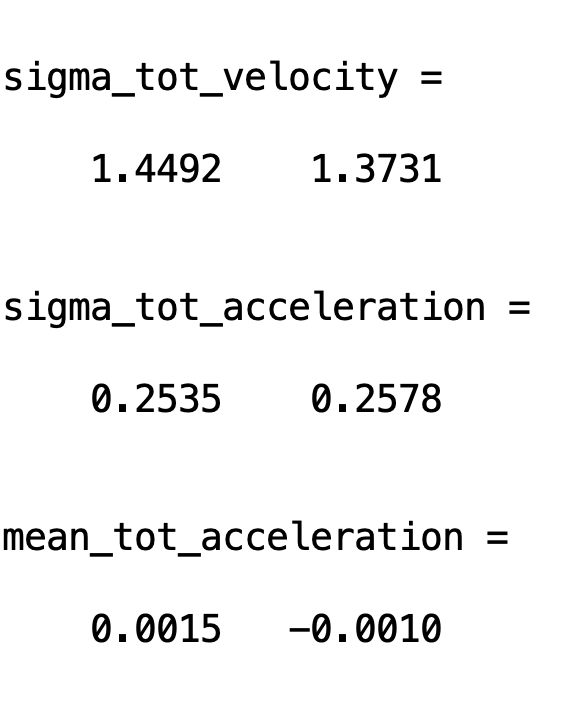 sigma_tot_velocity =
1.4492 1.3731
sigma_tot_acceleration =
0.2535 0.2578
mean_tot_acceleration =
0.0015 -0.0010